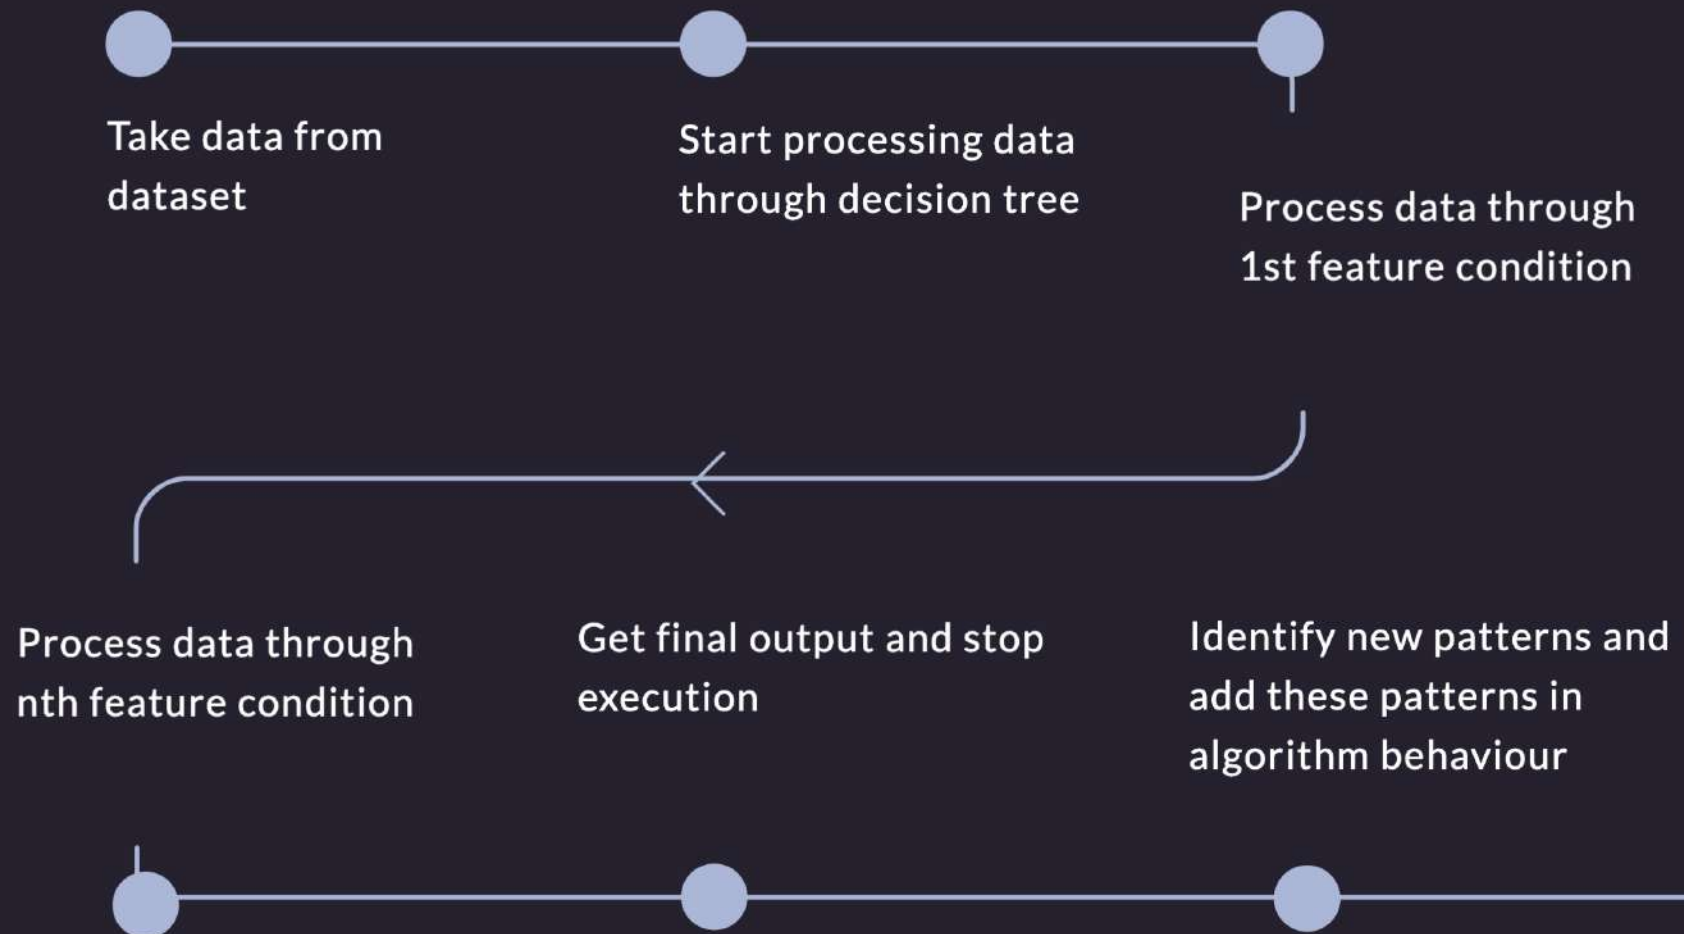 Take data from
dataset
Start processing data
through decision tree
Process data through
1st feature condition
Process data through
nth feature condition
Get final output and stop
execution
Identify new patterns and
add these patterns in
algorithm behaviour